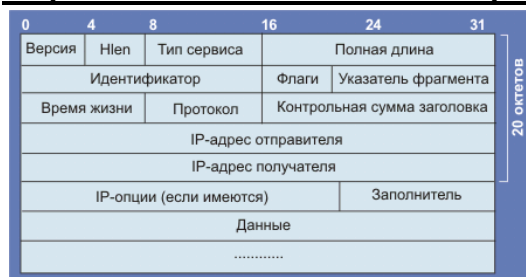 0 4 8 16 24 31
Версия Hlen Тип сервиса Полная длина
Идентификатор Флаги Указатель фрагмента
Время жизни Протокол Контрольная сумма заголовка
IP-адрес отправителя
IP-адрес получателя
IP-опции (если имеются) Заполнитель
Данные
............
20 октетов